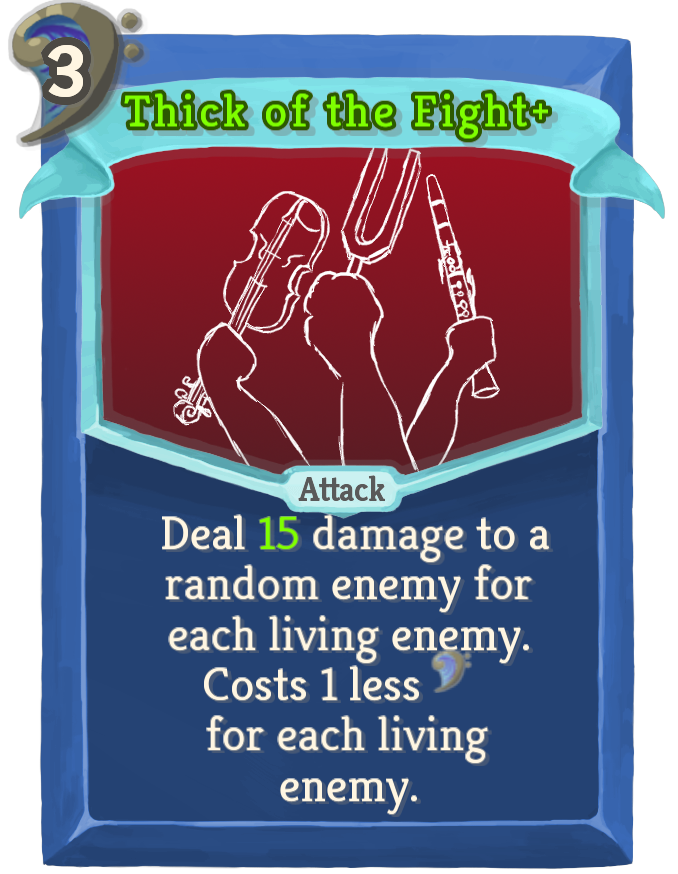 3
Thick of the Fight+
Attack
Deal 15 damage to a
random enemy for
each living enemy.
Costs 1 less
for each living
enemy.